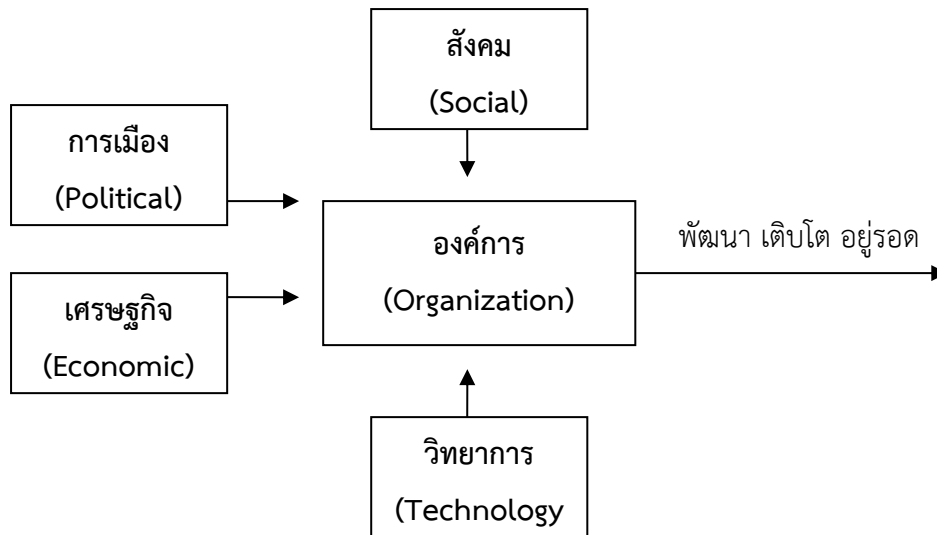 สังคม
(Social)
การเมือง
(Political)
องค์การ
(Organization)
พัฒนา เติบโต อยู่รอด
เศรษฐกิจ
(Economic)
วิทยาการ
(Technology